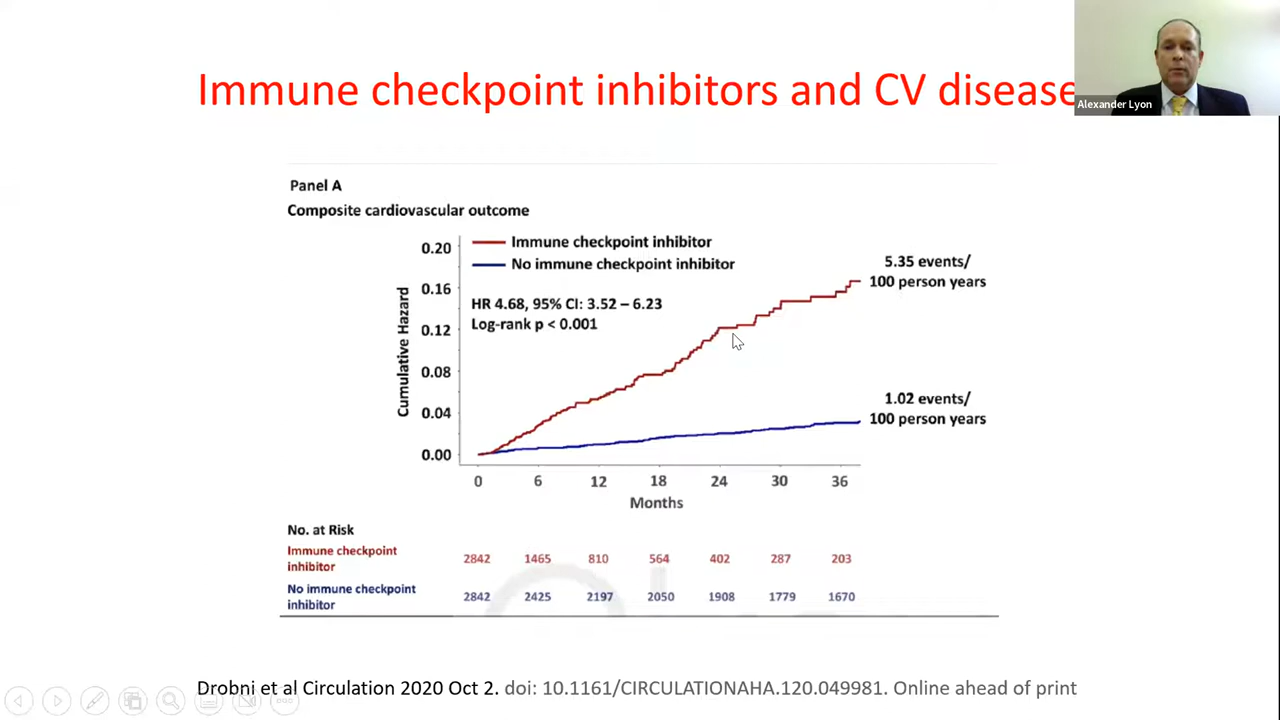 Immune checkpoint inhibitors and CV disease
Alexander Lyon
Panel A
Composite cardiovascular outcome
Immune checkpoint inhibitor
No immune checkpoint inhibitor
HR 4.68, 95% CI: 3.52 – 6.23
Log-rank p < 0.001
5.35 events/
100 person years
1.02 events/
100 person years
Cumulative Hazard
0.20
0.16
0.12
0.08
0.04
0.00
0 6 12 18 24 30 36
Months
No. at Risk
Immune checkpoint
inhibitor
2842 1465 810 564 402 287 203
No immune checkpoint
inhibitor
2842 2425 2197 2050 1908 1779 1670
Drobni et al Circulation 2020 Oct 2. doi: 10.1161/CIRCULATIONAHA.120.049981. Online ahead of print